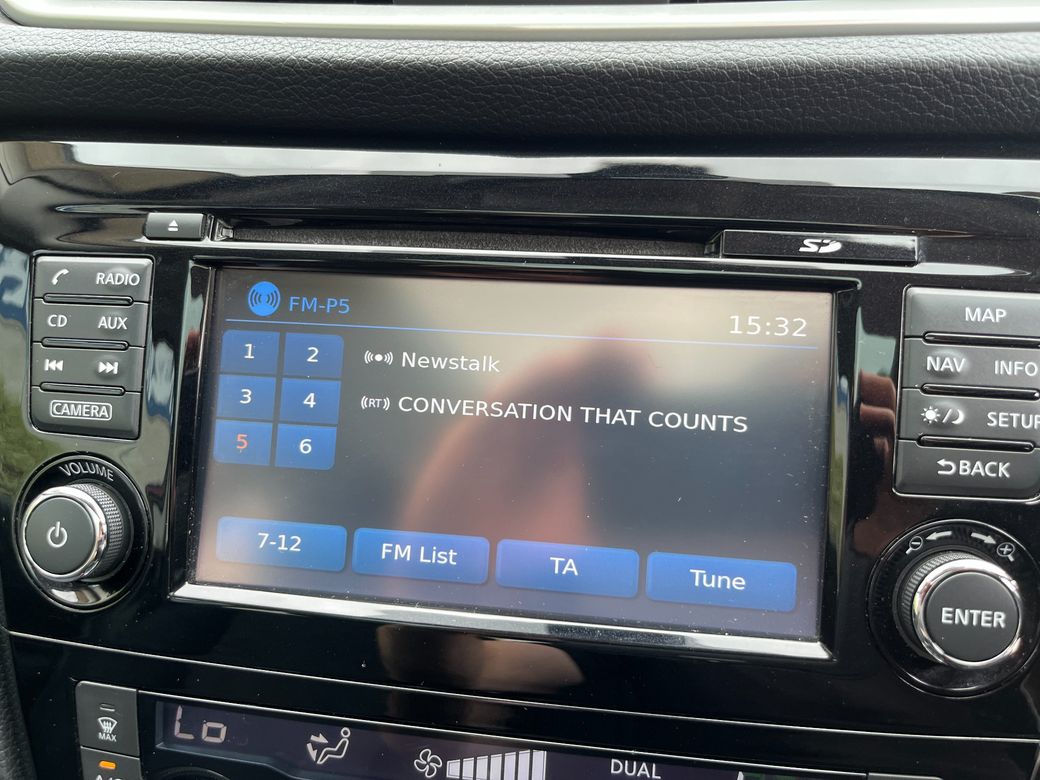 SD
RADIO
CD AUX
CAMERA
VOLUME
FM-P5
15:32
1 2
3 4
5 6
Newstalk
(RT) CONVERSATION THAT COUNTS
7-12
FM List
TA
Tune
MAP
NAV INFO
SETUP
BACK
ENTER
MAX
Lo
DUAL